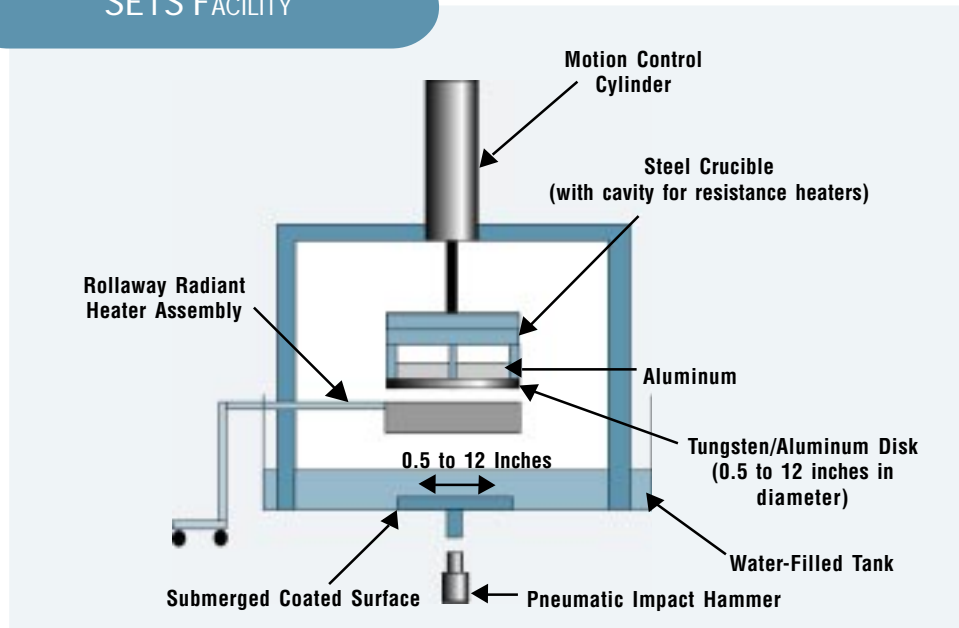 SETS FACILITY
Motion Control
Cylinder
Steel Crucible
(with cavity for resistance heaters)
Rollaway Radiant
Heater Assembly
Aluminum
Tungsten/Aluminum Disk
(0.5 to 12 inches in
diameter)
0.5 to 12 Inches
Water-Filled Tank
Submerged Coated Surface
Pneumatic Impact Hammer